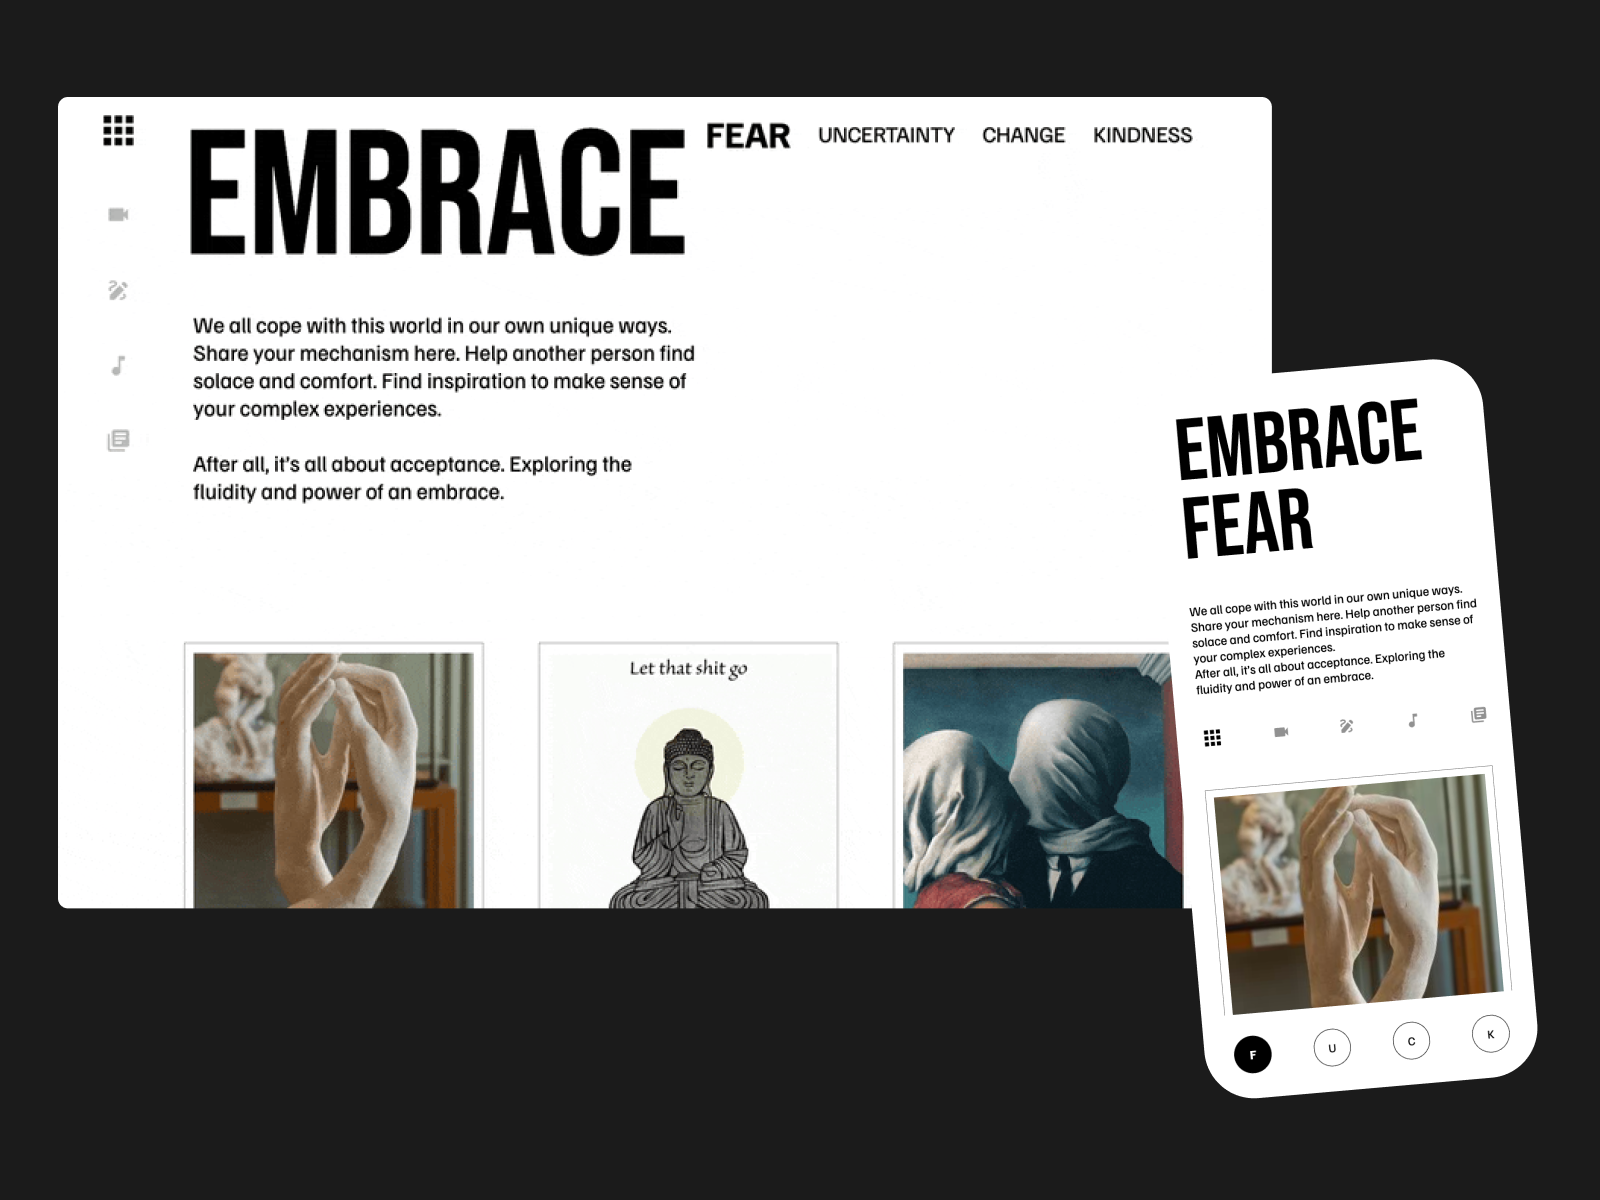 EMBRACE
FEAR UNCERTAINTY CHANGE KINDNESS
We all cope with this world in our own unique ways.
Share your mechanism here. Help another person find
solace and comfort. Find inspiration to make sense of
your complex experiences.
After all, it's all about acceptance. Exploring the
fluidity and power of an embrace.
Let that shit go
EMBRACE
FEAR
We all cope with this world in our own unique ways.
Share your mechanism here. Help another person find
solace and comfort. Find inspiration to make sense of
your complex experiences.
After all, it's all about acceptance. Exploring the
fluidity and power of an embrace.
F U C K